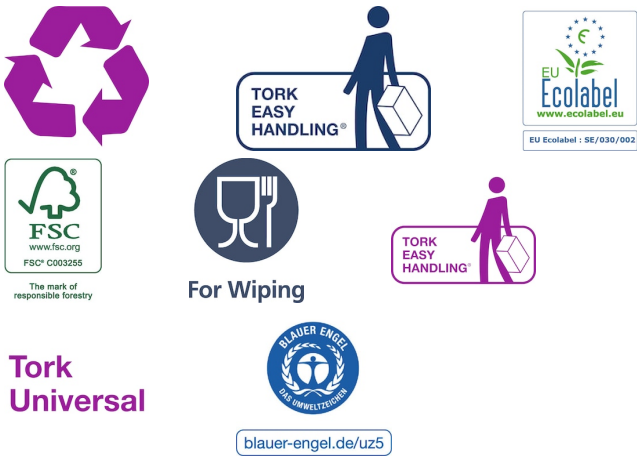 TORK
EASY
HANDLING®
EU
Ecolabel
www.ecolabel.eu
EU Ecolabel : SE/030/002
®
FSC
www.fsc.org
FSC® C003255
The mark of
responsible forestry
For Wiping
TORK
EASY
HANDLING®
Tork
Universal
BLAUER ENGEL
DAS UMWELTZEICHEN
blauer-engel.de/uz5